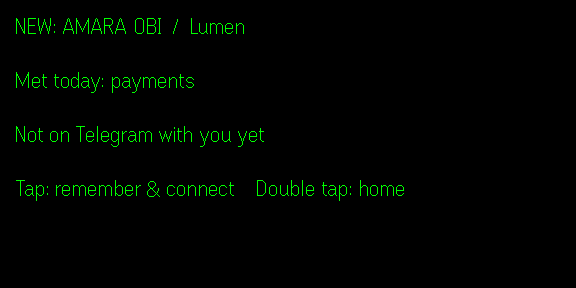 NEW: AMARA OBI / Lumen
Met today: payments
Not on Telegram with you yet
Tap: remember & connect Double tap: home